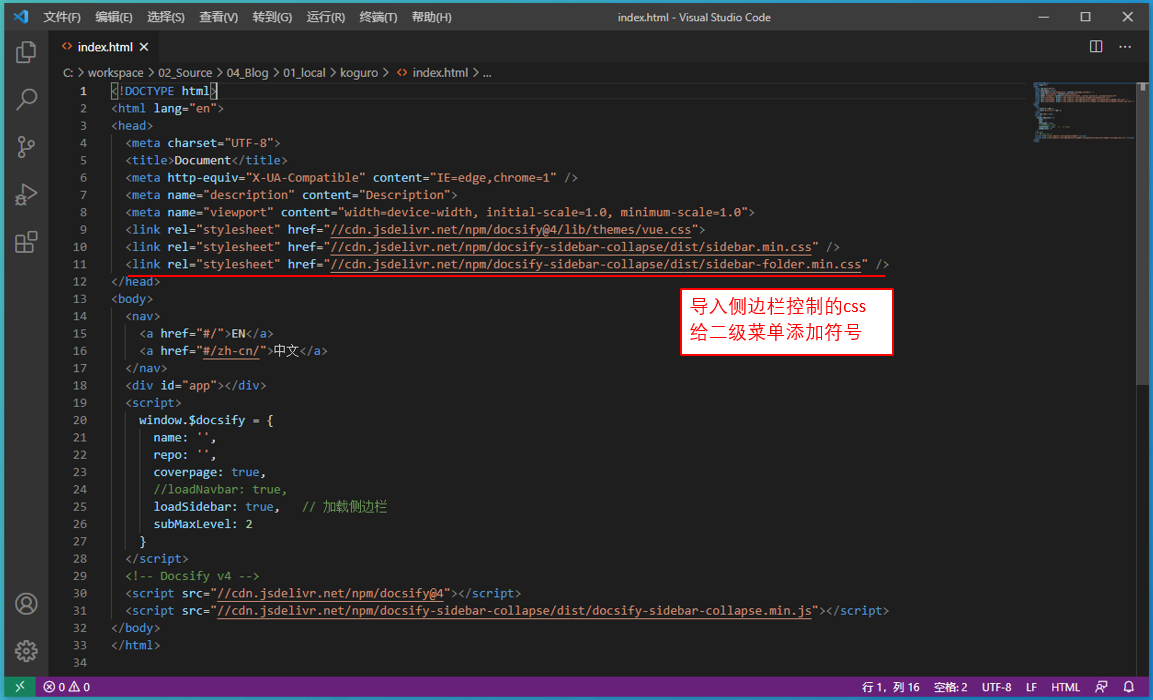 文件(F) 编辑(E) 选择(S) 查看(V) 转到(G) 运行(R) 终端(T) 帮助(H) index.html - Visual Studio Code
<> index.html
C: > workspace > 02_Source > 04_Blog > 01_local > koguro > <> index.html > ...
1 <!DOCTYPE html>
2 <html lang="en">
3 <head>
4 <meta charset="UTF-8">
5 <title>Document</title>
6 <meta http-equiv="X-UA-Compatible" content="IE=edge,chrome=1" />
7 <meta name="description" content="Description">
8 <meta name="viewport" content="width=device-width, initial-scale=1.0, minimum-scale=1.0">
9 <link rel="stylesheet" href="//cdn.jsdelivr.net/npm/docsify@4/lib/themes/vue.css">
10 <link rel="stylesheet" href="//cdn.jsdelivr.net/npm/docsify-sidebar-collapse/dist/sidebar.min.css" />
11 <link rel="stylesheet" href="//cdn.jsdelivr.net/npm/docsify-sidebar-collapse/dist/sidebar-folder.min.css" />
12 </head>
13 <body>
导入侧边栏控制的css
给二级菜单添加符号
14 <nav>
15 <a href="#/">EN</a>
16 <a href="#/zh-cn/">中文</a>
17 </nav>
18 <div id="app"></div>
19 <script>
20 window.$docsify = {
21 name: '',
22 repo: '',
23 coverpage: true,
24 //loadNavbar: true,
25 loadSidebar: true, // 加载侧边栏
26 subMaxLevel: 2
27 }
28 </script>
29 <!-- Docsify v4 -->
30 <script src="//cdn.jsdelivr.net/npm/docsify@4"></script>
31 <script src="//cdn.jsdelivr.net/npm/docsify-sidebar-collapse/dist/docsify-sidebar-collapse.min.js"></script>
32 </body>
33 </html>
34
0 0 行 1，列 16 空格: 2 UTF-8 LF HTML